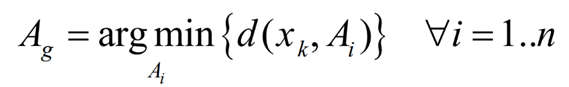 A_g = arg min_{A_i} {d(x_k, A_i)} ∀i = 1..n